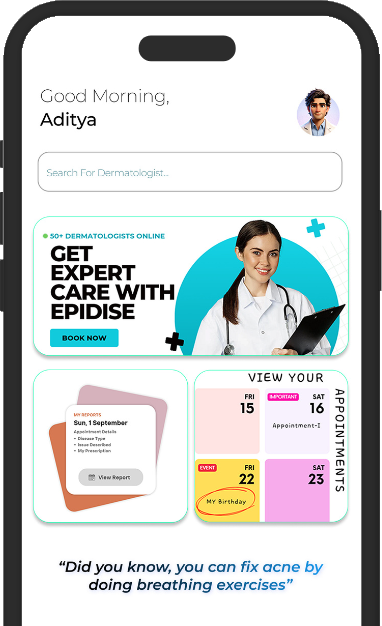 Good Morning,
Aditya
Search For Dermatologist...
50+ DERMATOLOGISTS ONLINE
GET
EXPERT
CARE WITH
EPIDISE
BOOK NOW
MY REPORTS
Sun, 1 September
Appointment Details
• Disease Type
• Issue Described
• My Prescription
View Report
VIEW YOUR
APPOINTMENTS
FRI
15
IMPORTANT
SAT
16
Appointment-I
EVENT
FRI
22
My Birthday
SAT
23
“Did you know, you can fix acne by
doing breathing exercises”